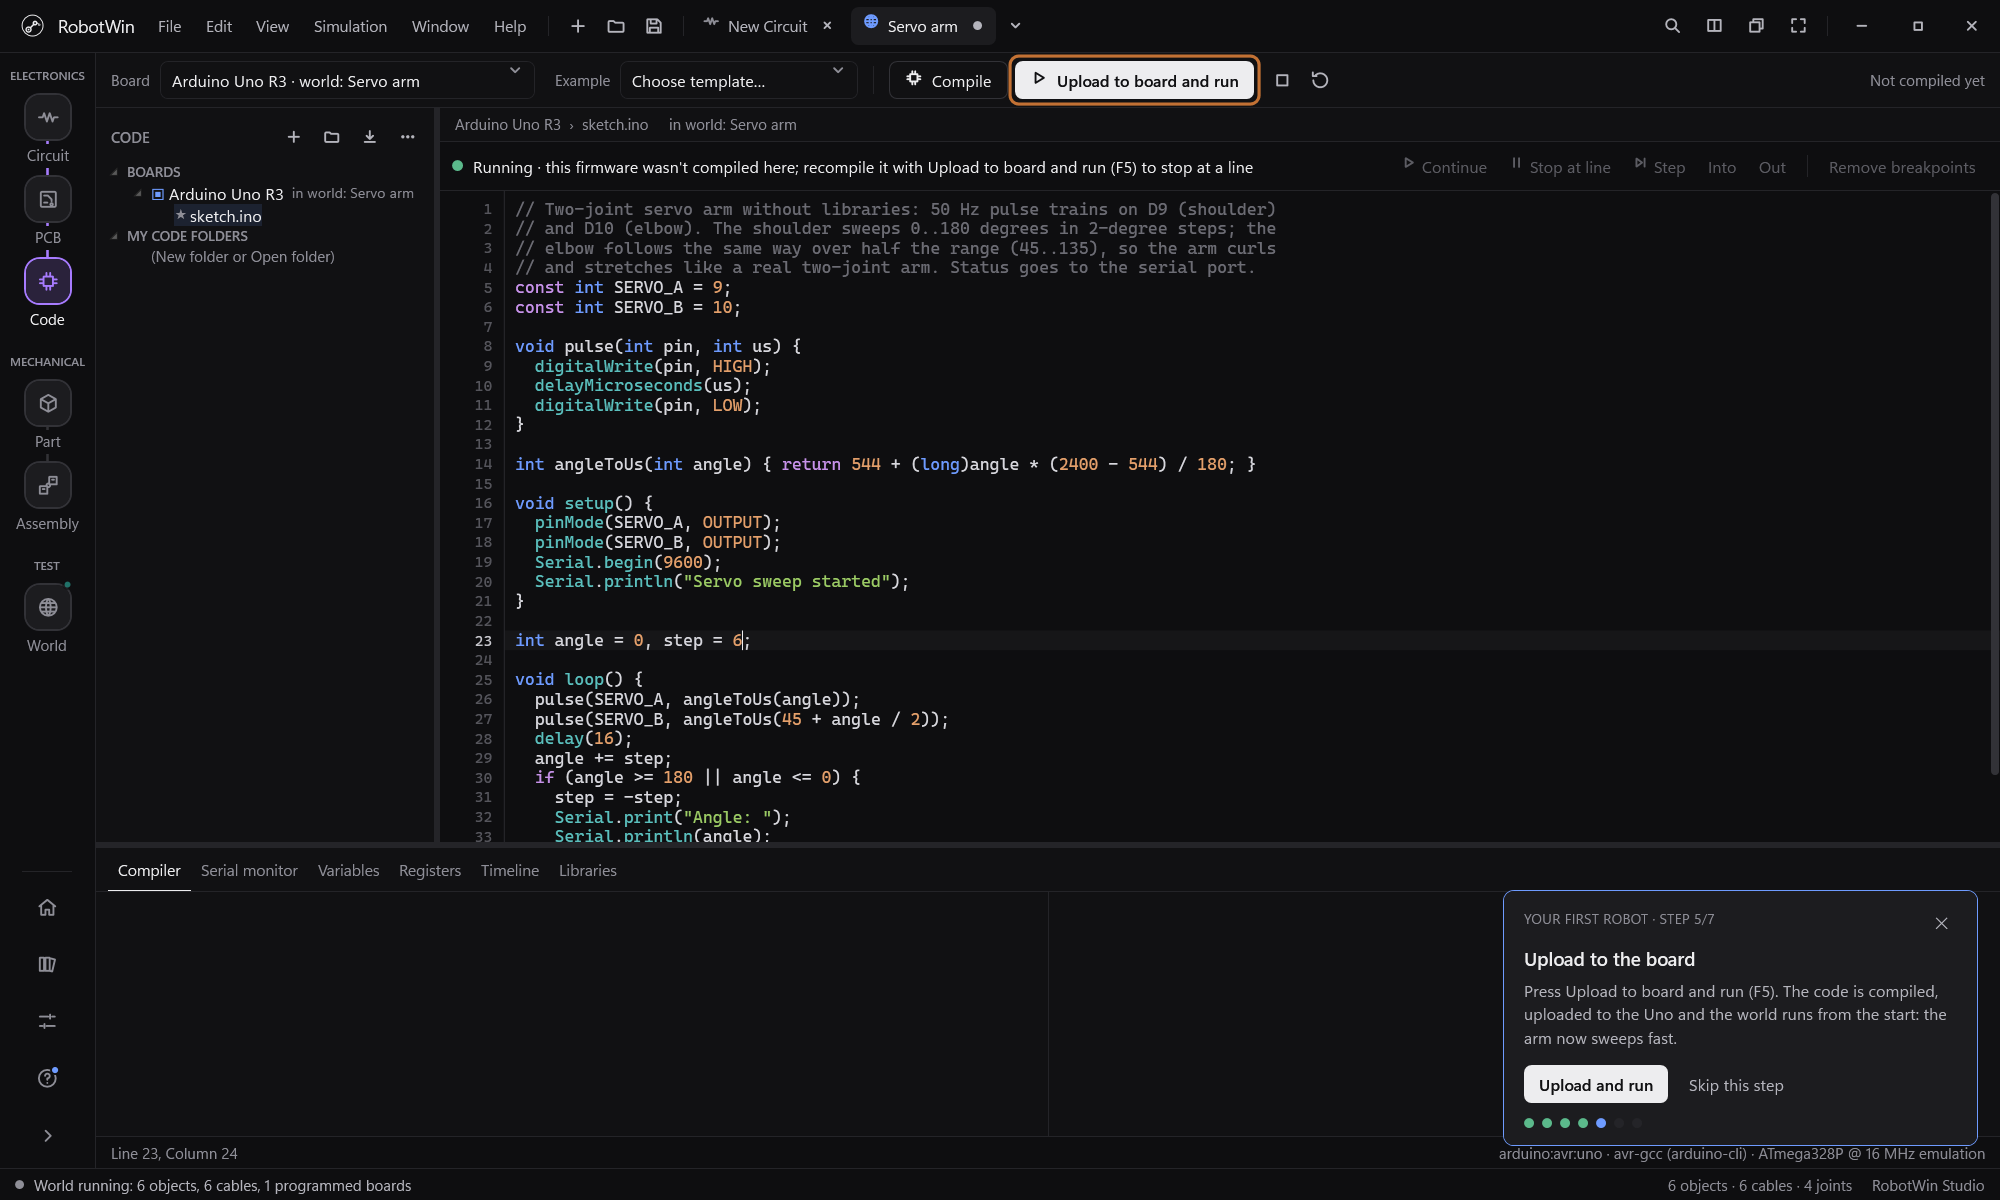 RobotWin File Edit View Simulation Window Help New Circuit Servo arm
ELECTRONICS
Circuit
PCB
Code
MECHANICAL
Part
Assembly
TEST
World
Board Arduino Uno R3 · world: Servo arm Example Choose template... Compile Upload to board and run Not compiled yet
CODE
BOARDS
Arduino Uno R3 in world: Servo arm
sketch.ino
MY CODE FOLDERS
(New folder or Open folder)
Arduino Uno R3 › sketch.ino in world: Servo arm
Running · this firmware wasn't compiled here; recompile it with Upload to board and run (F5) to stop at a line Continue Stop at line Step Into Out Remove breakpoints
1 // Two-joint servo arm without libraries: 50 Hz pulse trains on D9 (shoulder)
2 // and D10 (elbow). The shoulder sweeps 0..180 degrees in 2-degree steps; the
3 // elbow follows the same way over half the range (45..135), so the arm curls
4 // and stretches like a real two-joint arm. Status goes to the serial port.
5 const int SERVO_A = 9;
6 const int SERVO_B = 10;
7
8 void pulse(int pin, int us) {
9 digitalWrite(pin, HIGH);
10 delayMicroseconds(us);
11 digitalWrite(pin, LOW);
12 }
13
14 int angleToUs(int angle) { return 544 + (long)angle * (2400 - 544) / 180; }
15
16 void setup() {
17 pinMode(SERVO_A, OUTPUT);
18 pinMode(SERVO_B, OUTPUT);
19 Serial.begin(9600);
20 Serial.println("Servo sweep started");
21 }
22
23 int angle = 0, step = 6;
24
25 void loop() {
26 pulse(SERVO_A, angleToUs(angle));
27 pulse(SERVO_B, angleToUs(45 + angle / 2));
28 delay(16);
29 angle += step;
30 if (angle >= 180 || angle <= 0) {
31 step = -step;
32 Serial.print("Angle: ");
33 Serial.println(angle);
Compiler Serial monitor Variables Registers Timeline Libraries
YOUR FIRST ROBOT · STEP 5/7
Upload to the board
Press Upload to board and run (F5). The code is compiled,
uploaded to the Uno and the world runs from the start: the
arm now sweeps fast.
Upload and run Skip this step
Line 23, Column 24 arduino:avr:uno · avr-gcc (arduino-cli) · ATmega328P @ 16 MHz emulation
World running: 6 objects, 6 cables, 1 programmed boards 6 objects · 6 cables · 4 joints RobotWin Studio